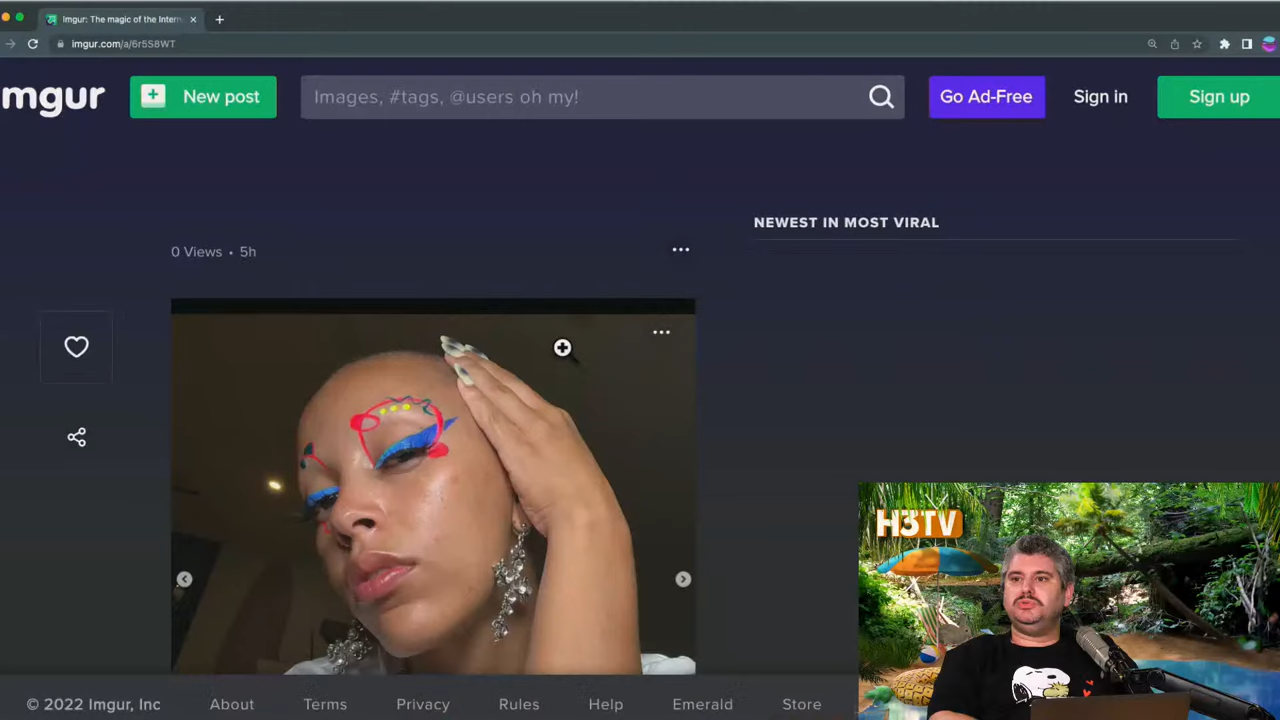 Imgur: The magic of the Intern
imgur.com/a/6r5S8WT
mgur
New post
Images, #tags, @users oh my!
Go Ad-Free
Sign in
Sign up
0 Views • 5h
NEWEST IN MOST VIRAL
H3TV
© 2022 Imgur, Inc
About
Terms
Privacy
Rules
Help
Emerald
Store